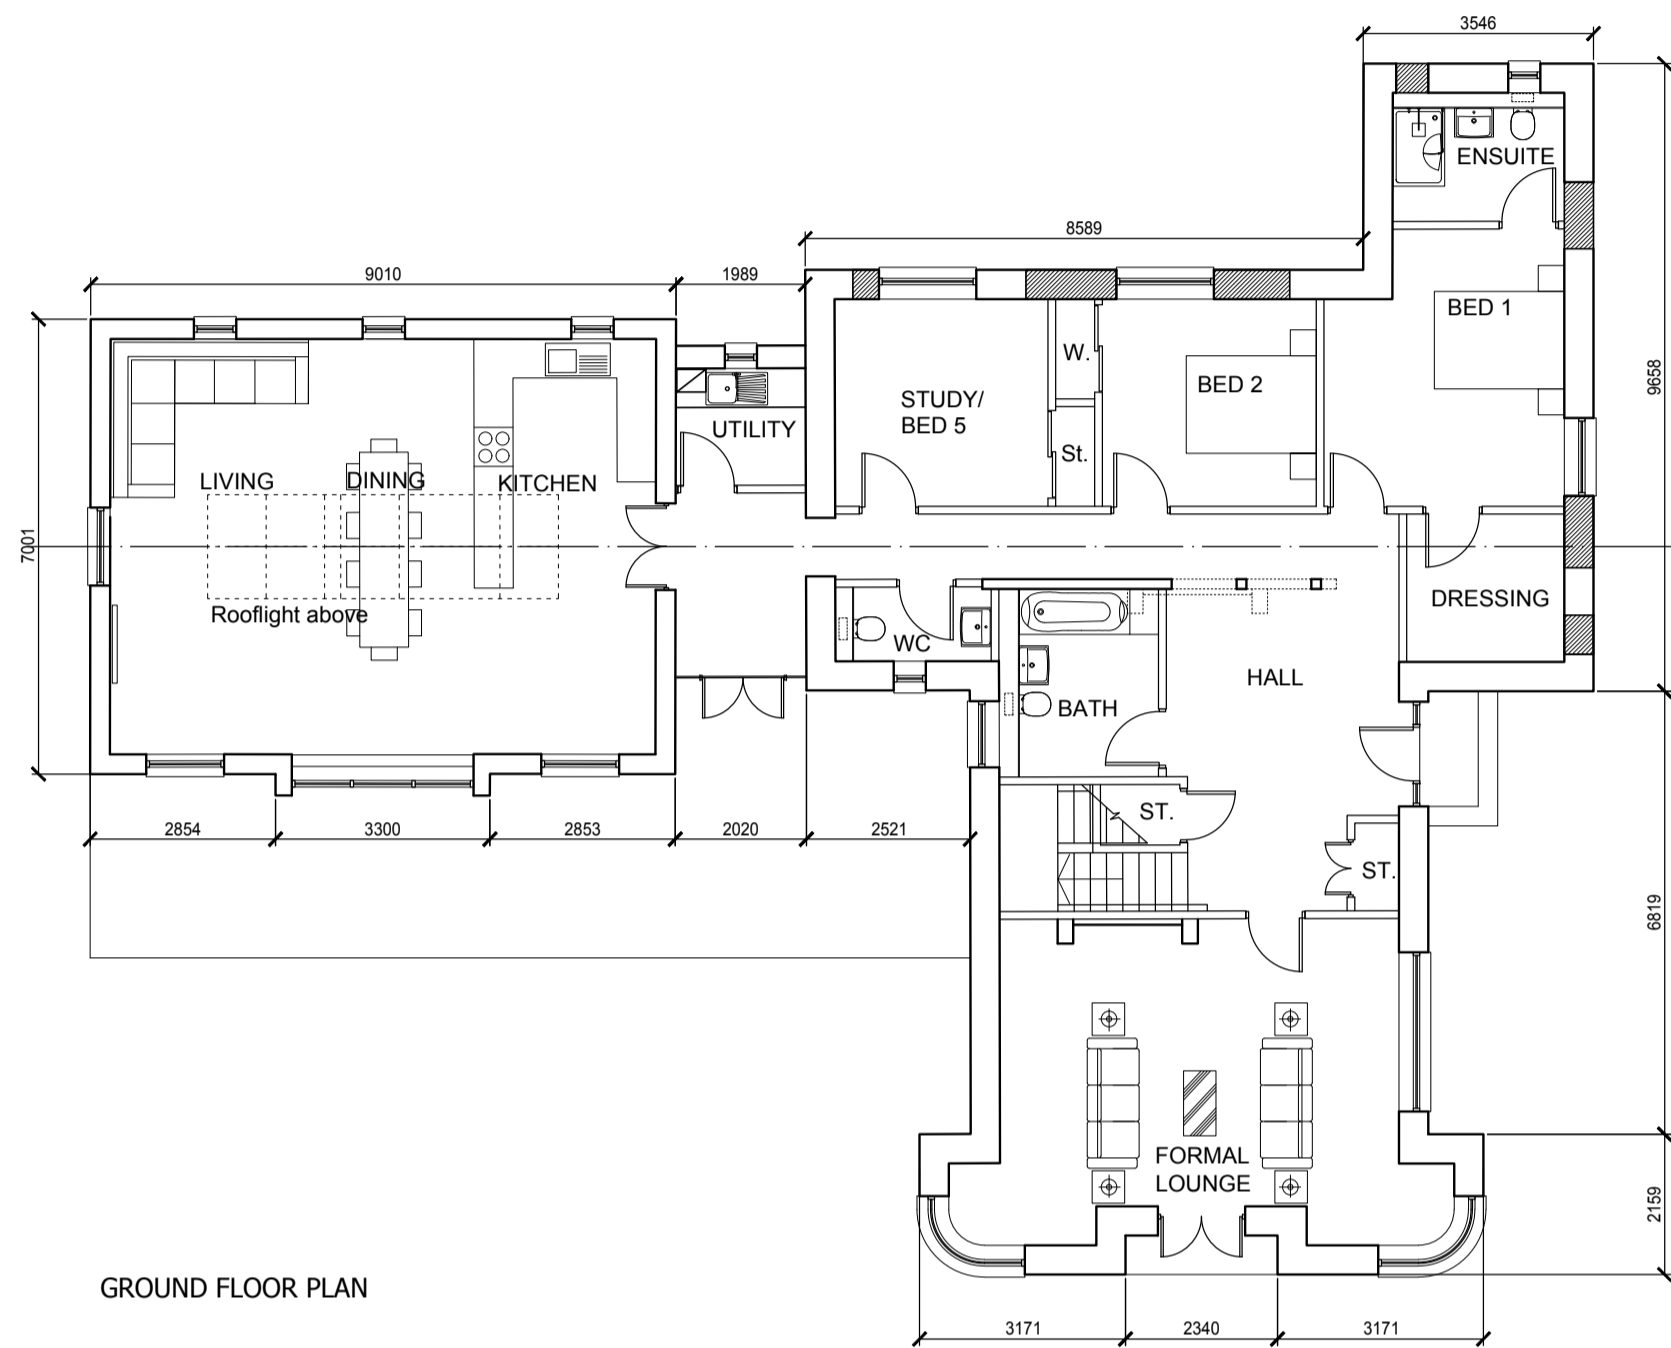 3546
ENSUITE
8589
9010
1989
BED 1
W.
BED 2
9658
STUDY/
BED 5
UTILITY
St.
LIVING
DINING
KITCHEN
7001
Rooflight above
DRESSING
WC
HALL
BATH
ST.
2854
3300
2853
2020
2521
ST.
6819
FORMAL
LOUNGE
2159
GROUND FLOOR PLAN
3171
2340
3171